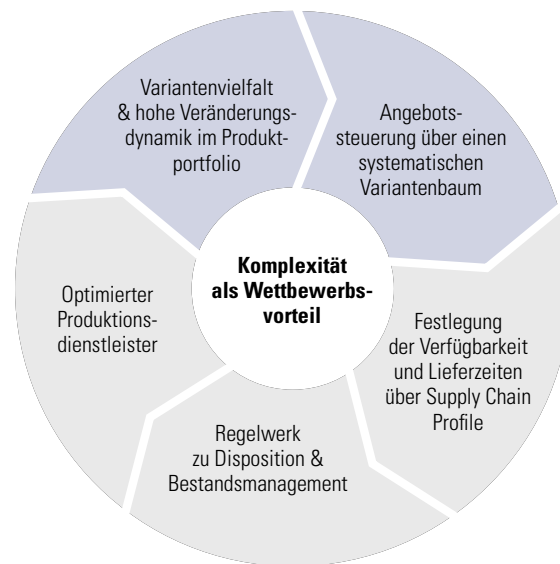 Variantenvielfalt
& hohe Veränderungs-
dynamik im Produkt-
portfolio
Angebots-
steuerung über einen
systematischen
Variantenbaum
Komplexität
als Wettbewerbs-
vorteil
Festlegung
der Verfügbarkeit
und Lieferzeiten
über Supply Chain
Profile
Regelwerk
zu Disposition &
Bestandsmanagement
Optimierter
Produktions-
dienstleister